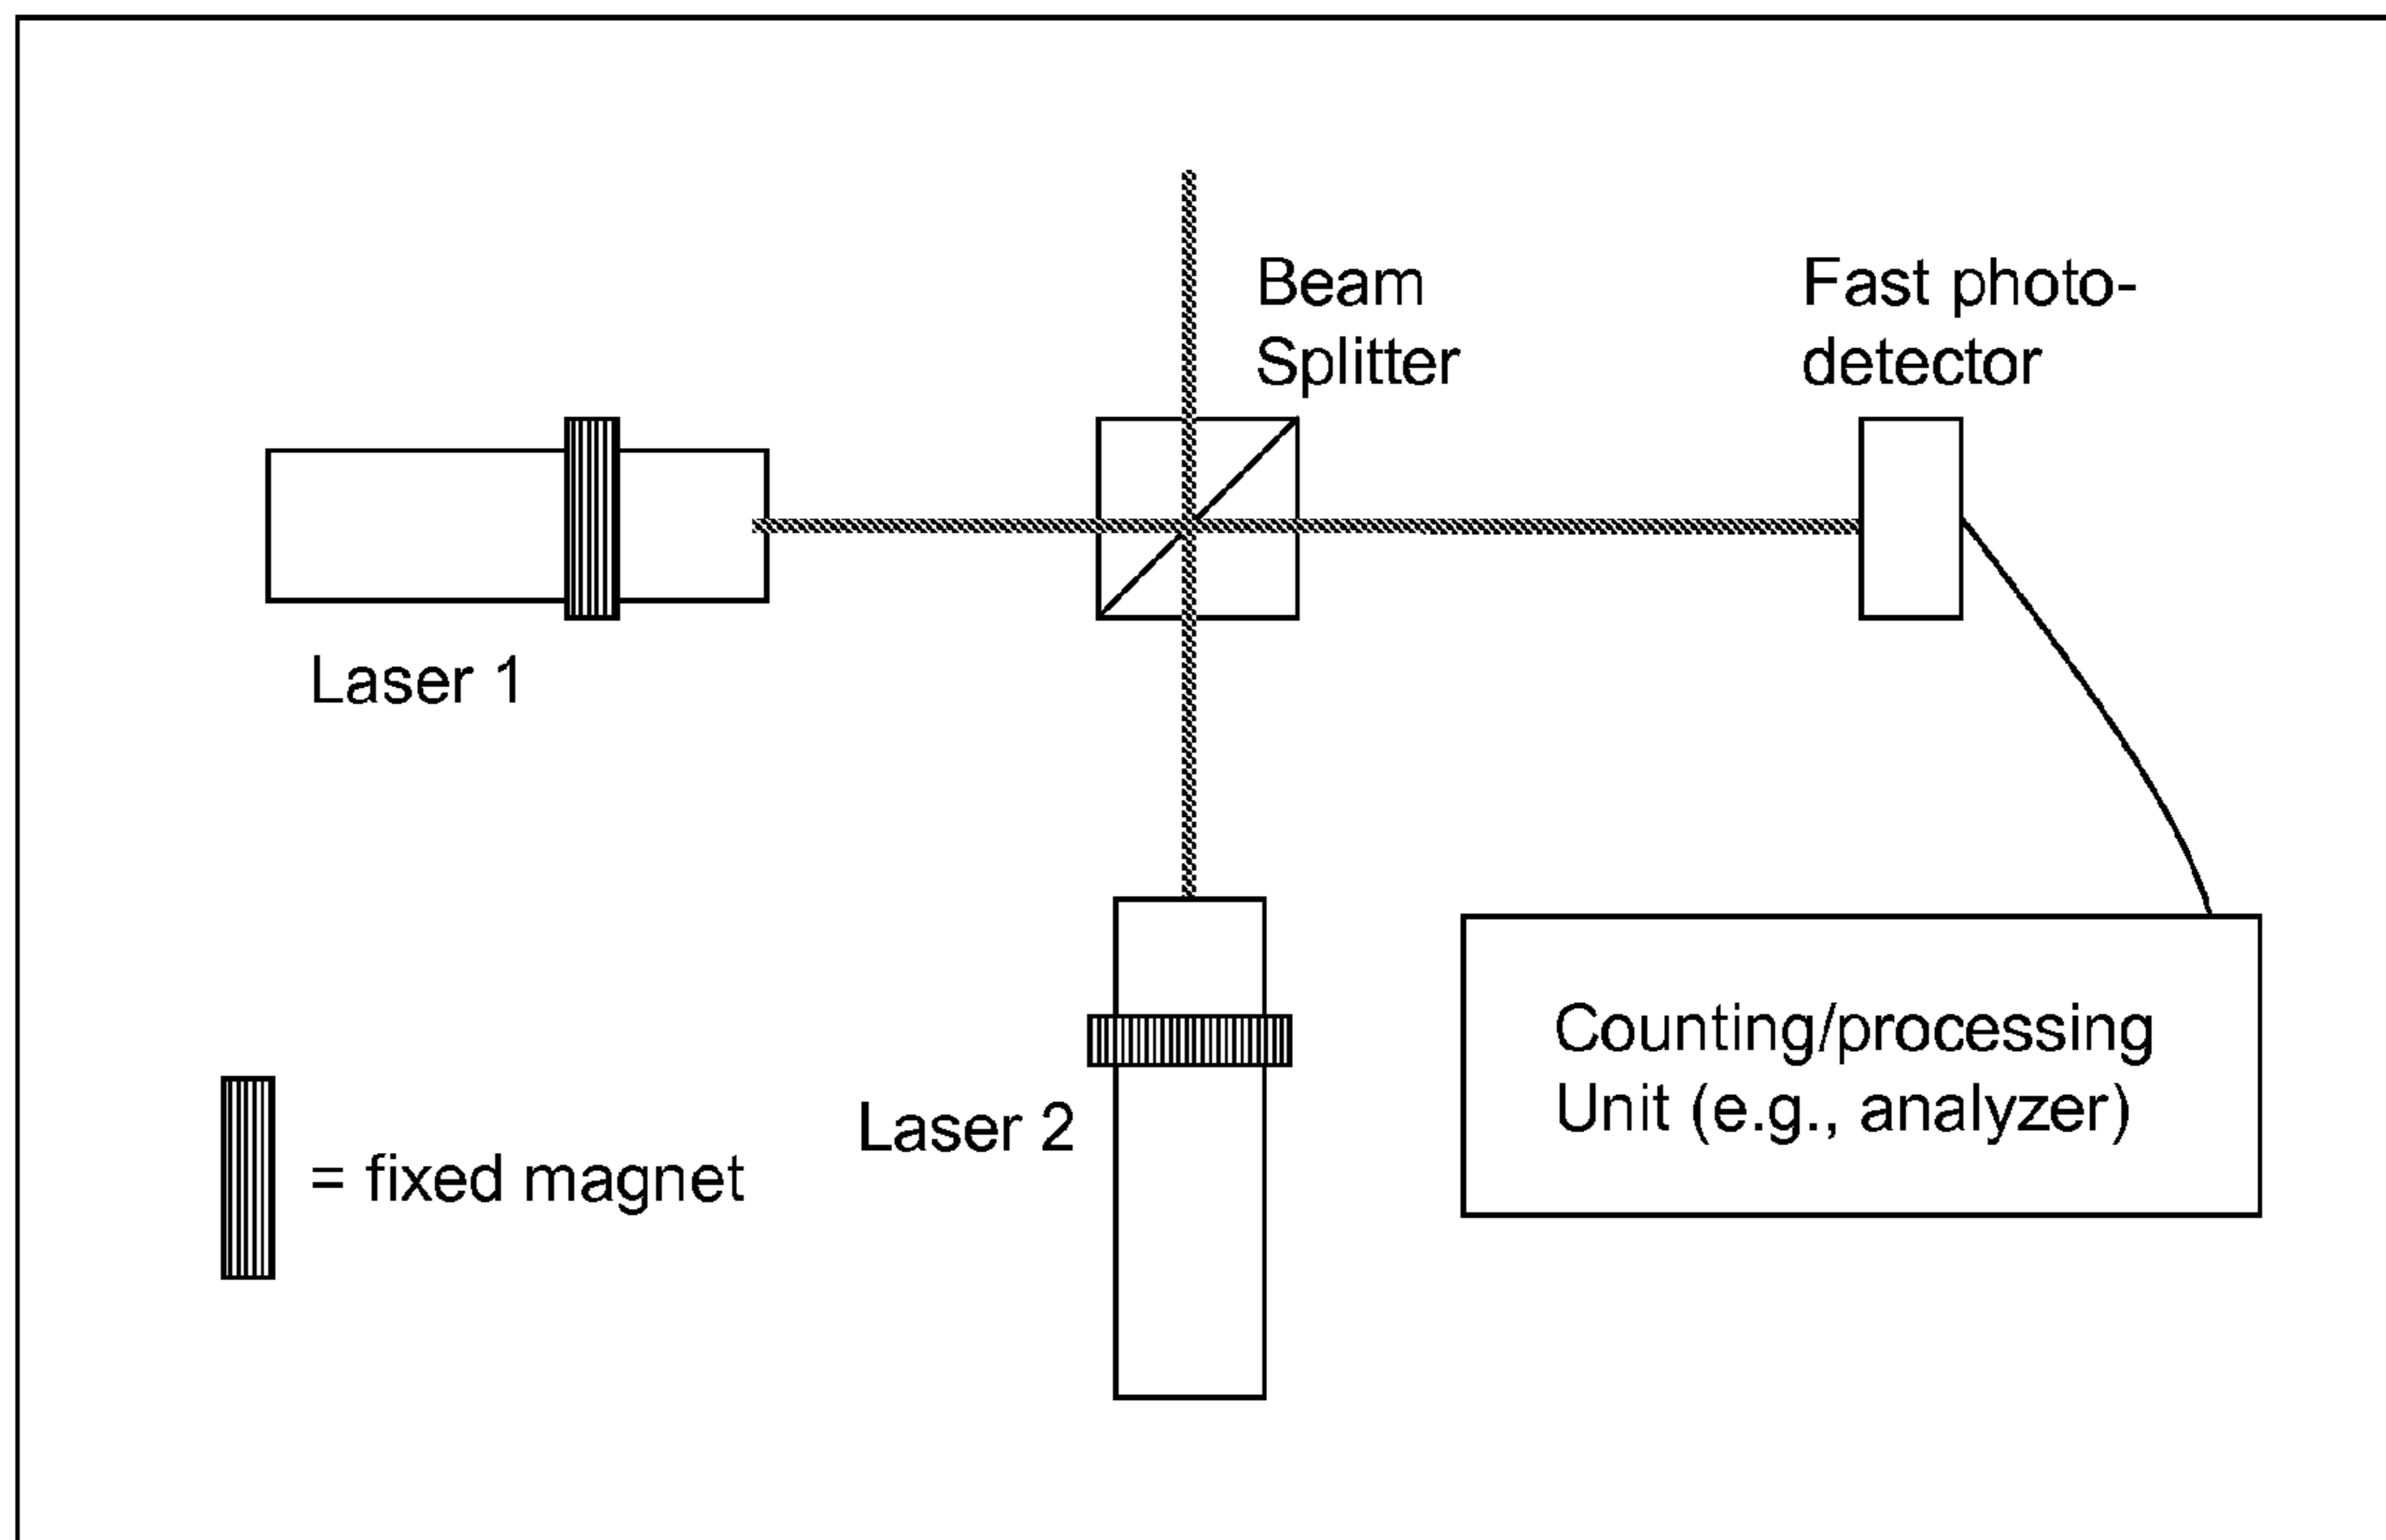 Beam
Splitter
Fast photo-
detector
Laser 1
Laser 2
Counting/processing
Unit (e.g., analyzer)
= fixed magnet